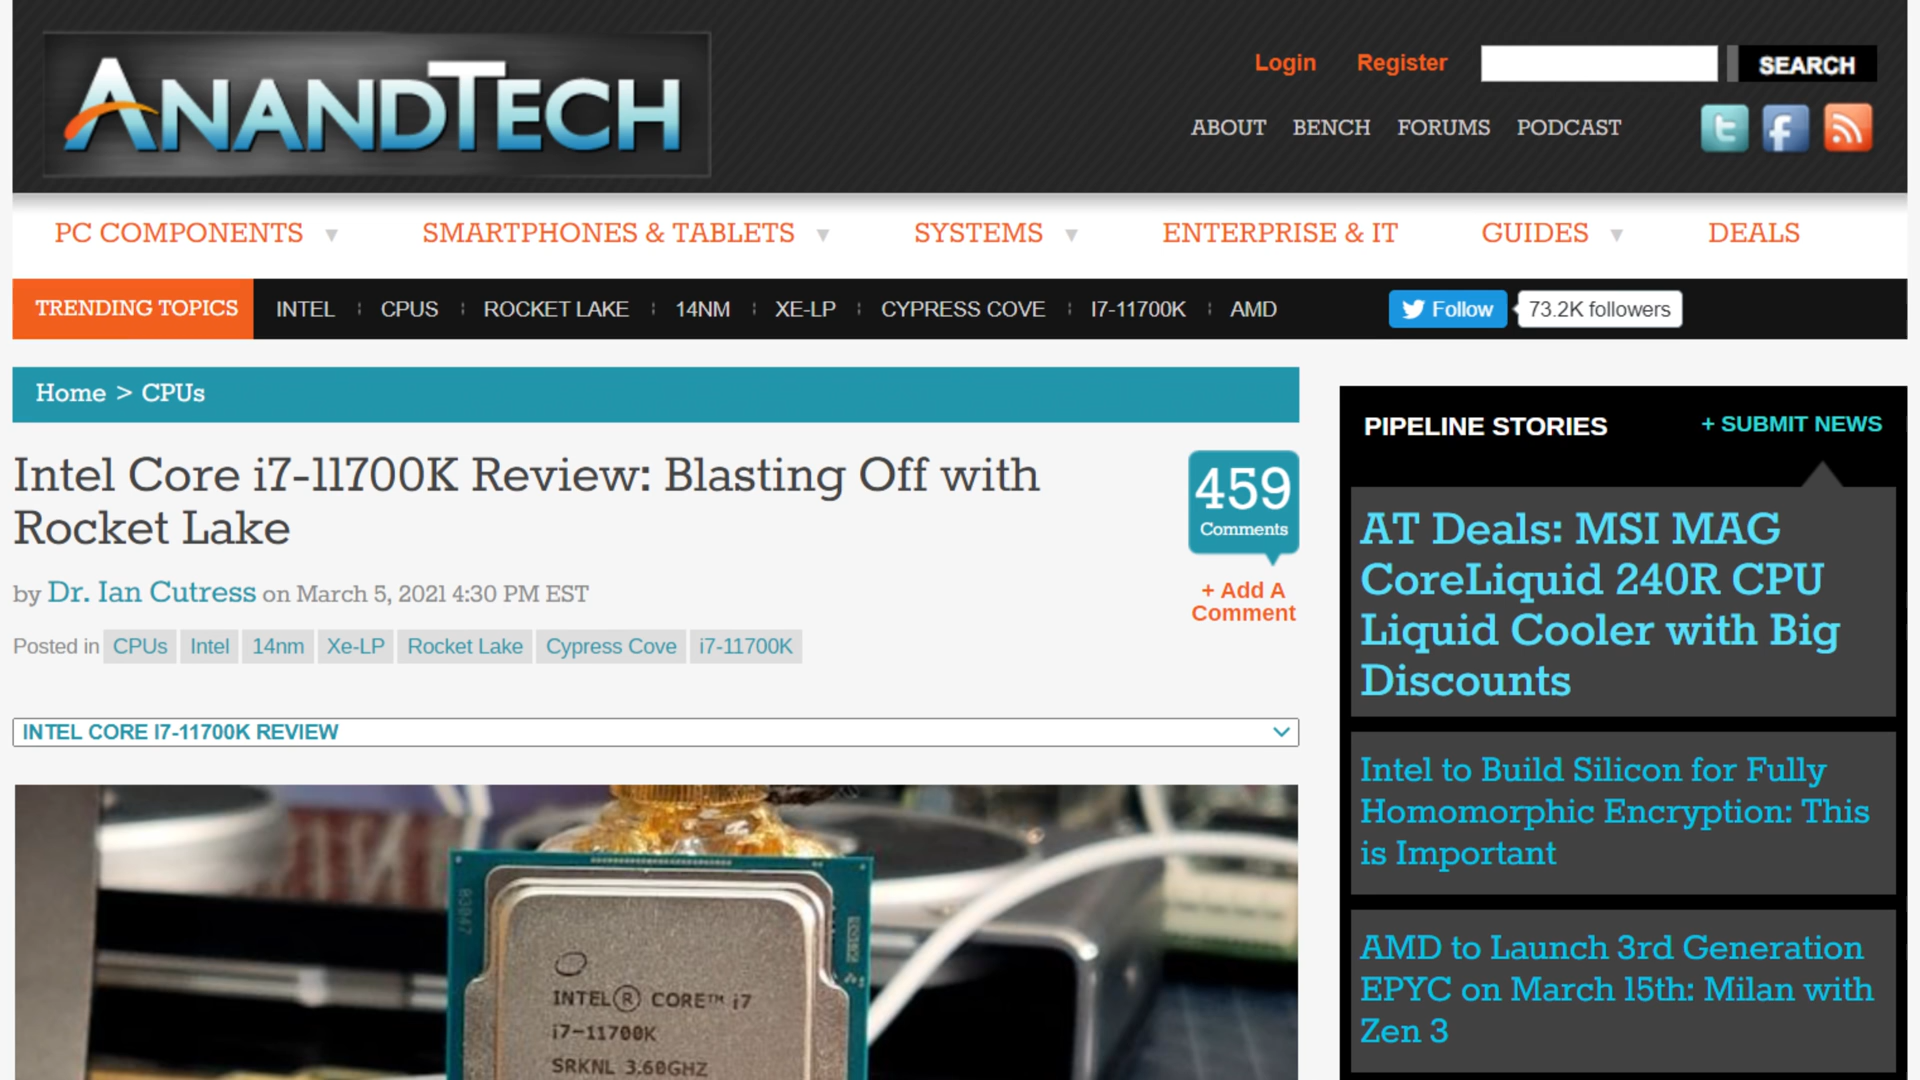 ANANDTECH
Login Register SEARCH
ABOUT BENCH FORUMS PODCAST
PC COMPONENTS SMARTPHONES & TABLETS SYSTEMS ENTERPRISE & IT GUIDES DEALS
TRENDING TOPICS INTEL CPUS ROCKET LAKE 14NM XE-LP CYPRESS COVE I7-11700K AMD Follow 73.2K followers
Home > CPUs
Intel Core i7-11700K Review: Blasting Off with
Rocket Lake
459
Comments
+ Add A
Comment
by Dr. Ian Cutress on March 5, 2021 4:30 PM EST
Posted in CPUs Intel 14nm Xe-LP Rocket Lake Cypress Cove i7-11700K
INTEL CORE I7-11700K REVIEW
INTEL® CORE™ i7
i7-11700K
SRKNL 3.60GHZ
PIPELINE STORIES + SUBMIT NEWS
AT Deals: MSI MAG
CoreLiquid 240R CPU
Liquid Cooler with Big
Discounts
Intel to Build Silicon for Fully
Homomorphic Encryption: This
is Important
AMD to Launch 3rd Generation
EPYC on March 15th: Milan with
Zen 3